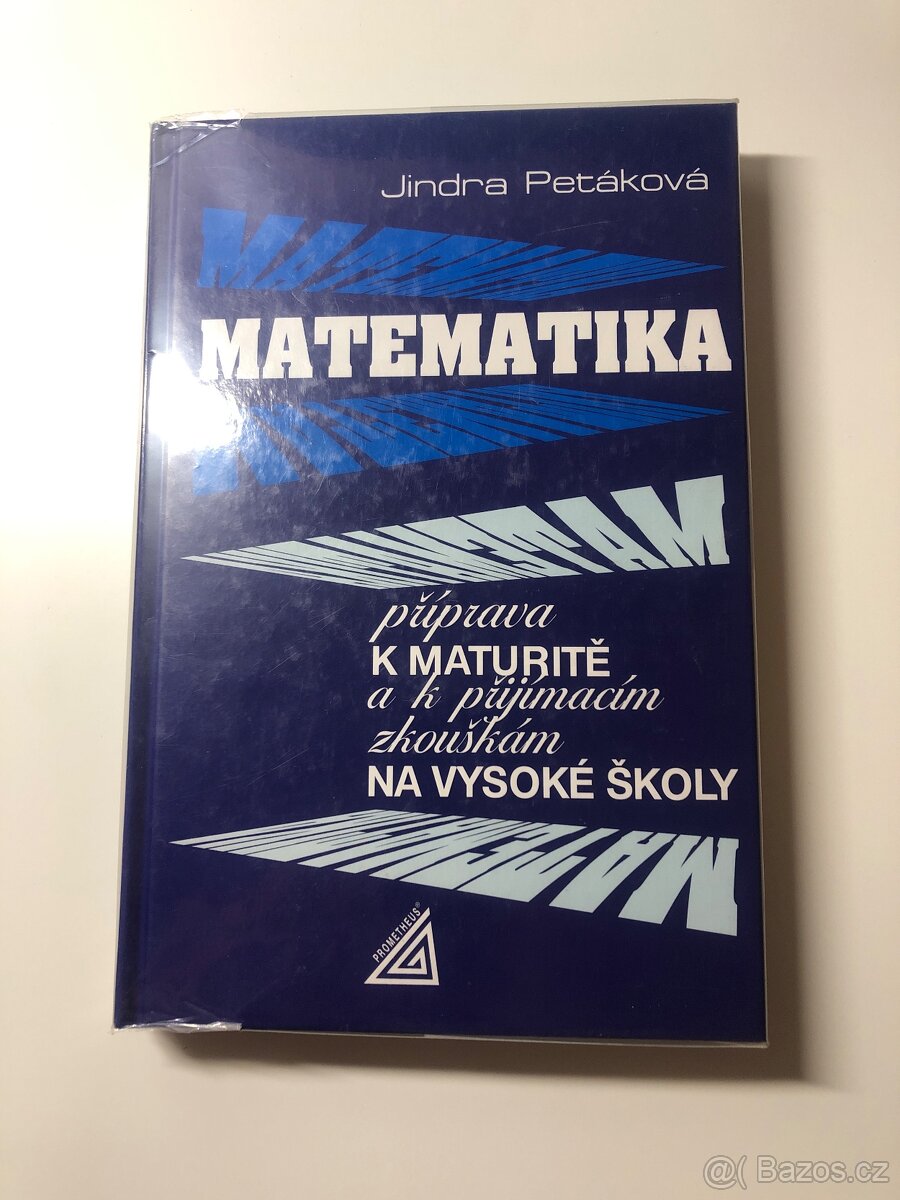 Jindra Petáková
MATEMATIKA
příprava
K MATURITĚ
a k přijímacím
zkouškám
NA VYSOKÉ ŠKOLY
PROMETHEUS®
@( Bazos.cz